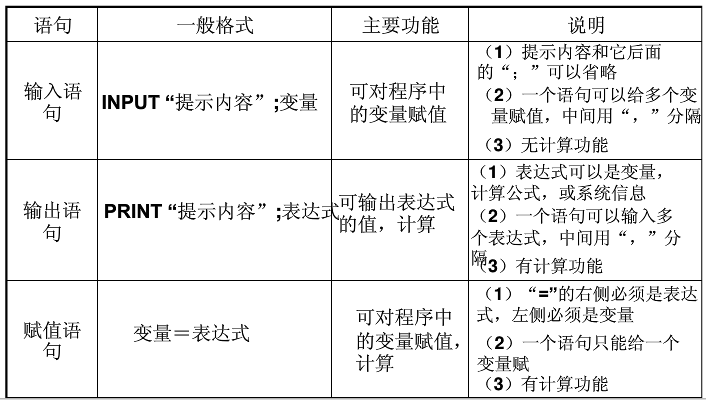 语句 一般格式 主要功能 说明
输入语
句
INPUT “提示内容”;变量
可对程序中
的变量赋值
（1）提示内容和它后面
的“；”可以省略
（2）一个语句可以给多个变
量赋值，中间用“，”分隔
（3）无计算功能
输出语
句
PRINT “提示内容”;表达式
可输出表达式
的值，计算
（1）表达式可以是变量，
计算公式，或系统信息
（2）一个语句可以输入多
个表达式，中间用“，”分
隔
（3）有计算功能
赋值语
句
变量＝表达式
可对程序中
的变量赋值，
计算
（1）“=”的右侧必须是表达
式，左侧必须是变量
（2）一个语句只能给一个
变量赋
（3）有计算功能